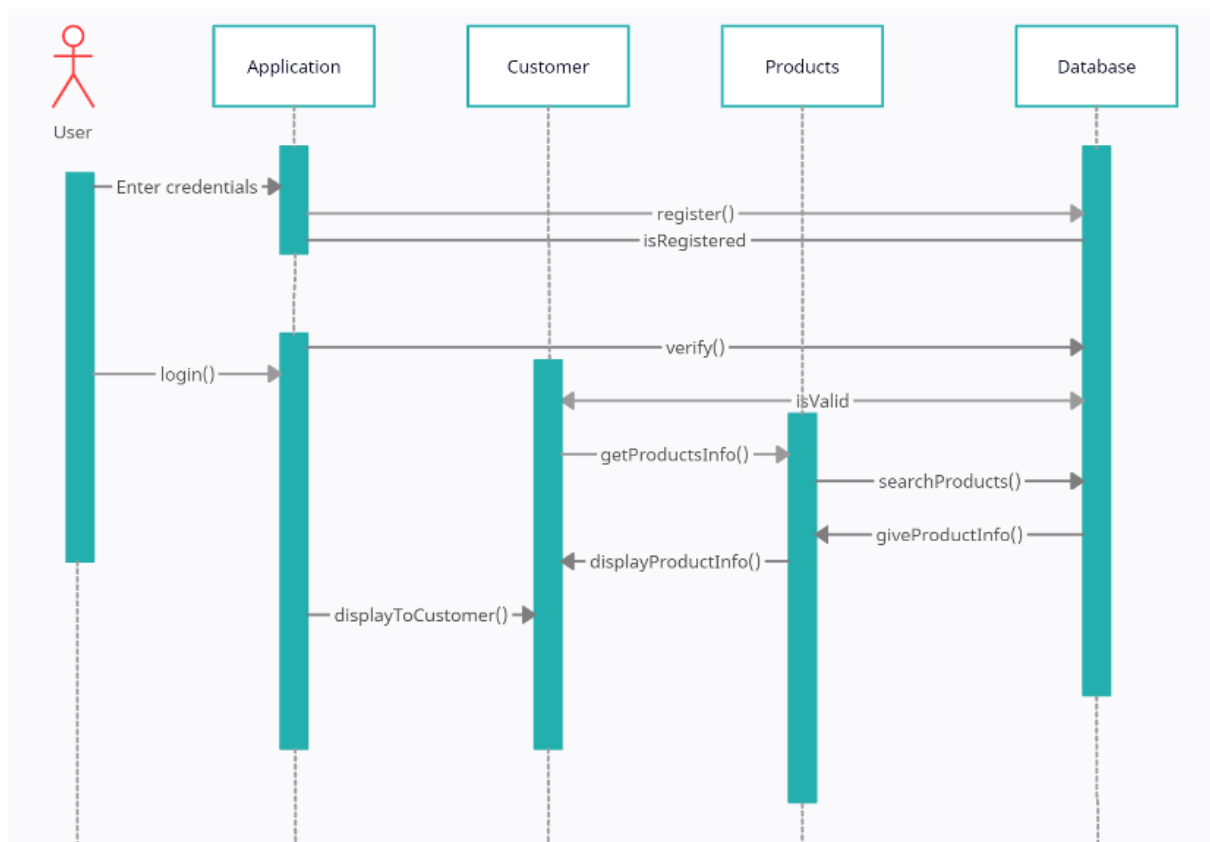 Application
Customer
Products
Database
User
Enter credentials
register()
isRegistered
verify()
login()
isValid
getProductsInfo()
searchProducts()
giveProductInfo()
displayProductInfo()
displayToCustomer()